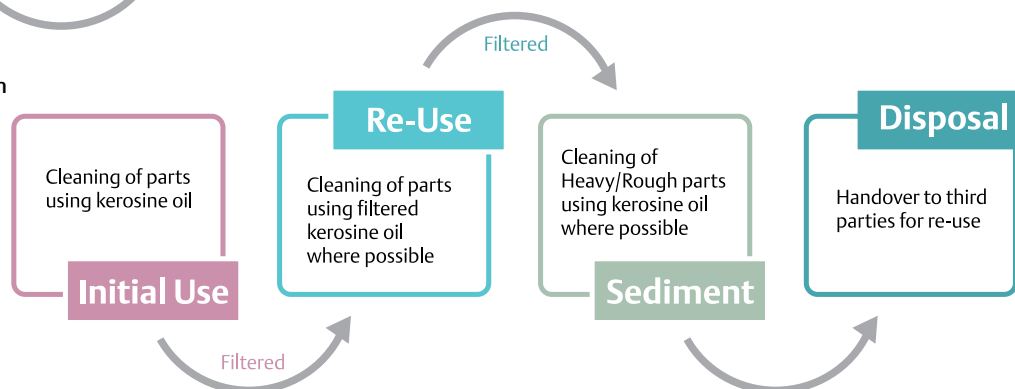 Filtered
Re-Use
Disposal
Cleaning of parts
using kerosine oil
Cleaning of parts
using filtered
kerosine oil
where possible
Cleaning of
Heavy/Rough parts
using kerosine oil
where possible
Handover to third
parties for re-use
Initial Use
Sediment
Filtered